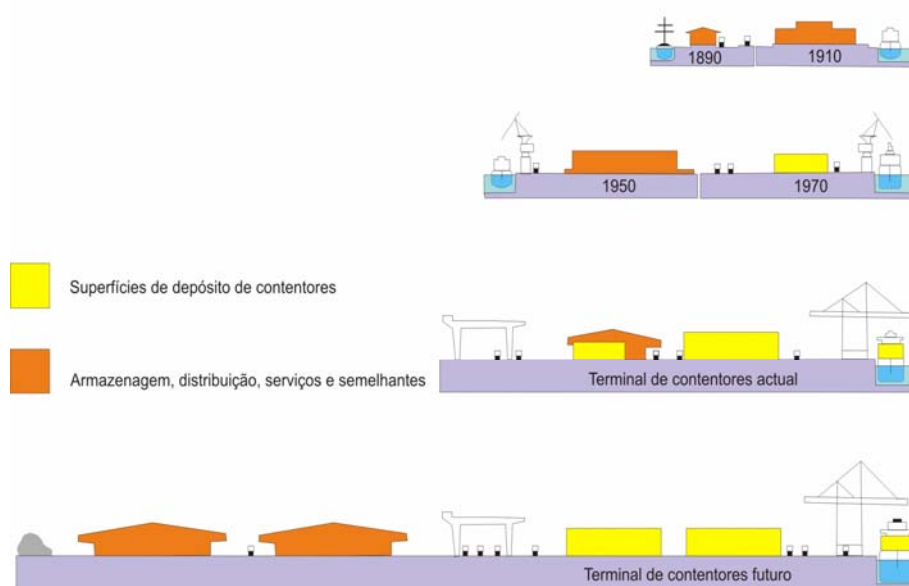 1890
1910
1950
1970
Superfícies de depósito de contentores
Armazenagem, distribuição, serviços e semelhantes
Terminal de contentores actual
Terminal de contentores futuro